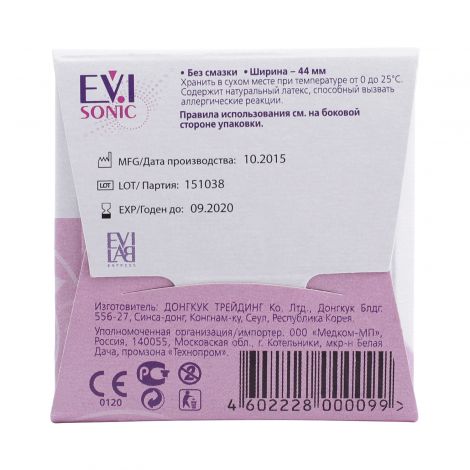 EVI
SONIC
• Без смазки • Ширина – 44 мм
Хранить в сухом месте при температуре от 0 до 25°C.
Содержит натуральный латекс, способный вызвать
аллергические реакции.
Правила использования см. на боковой
стороне упаковки.
MFG/Дата производства: 10.2015
LOT LOT/ Партия: 151038
EXP/Годен до: 09.2020
EVI
LAB
EXPRESS
Изготовитель: ДОНГКУК ТРЕЙДИНГ Ко. Лтд., Донгкук Блдг.
556-27, Синса-донг, Конгнам-ку, Сеул, Республика Корея.
Уполномоченная организация/импортер. ООО «Медком-МП»,
Россия, 140055, Московская обл., г. Котельники, мкр-н Белая
Дача, промзона «Технопром».
CE
0120
4 602228 000099 >